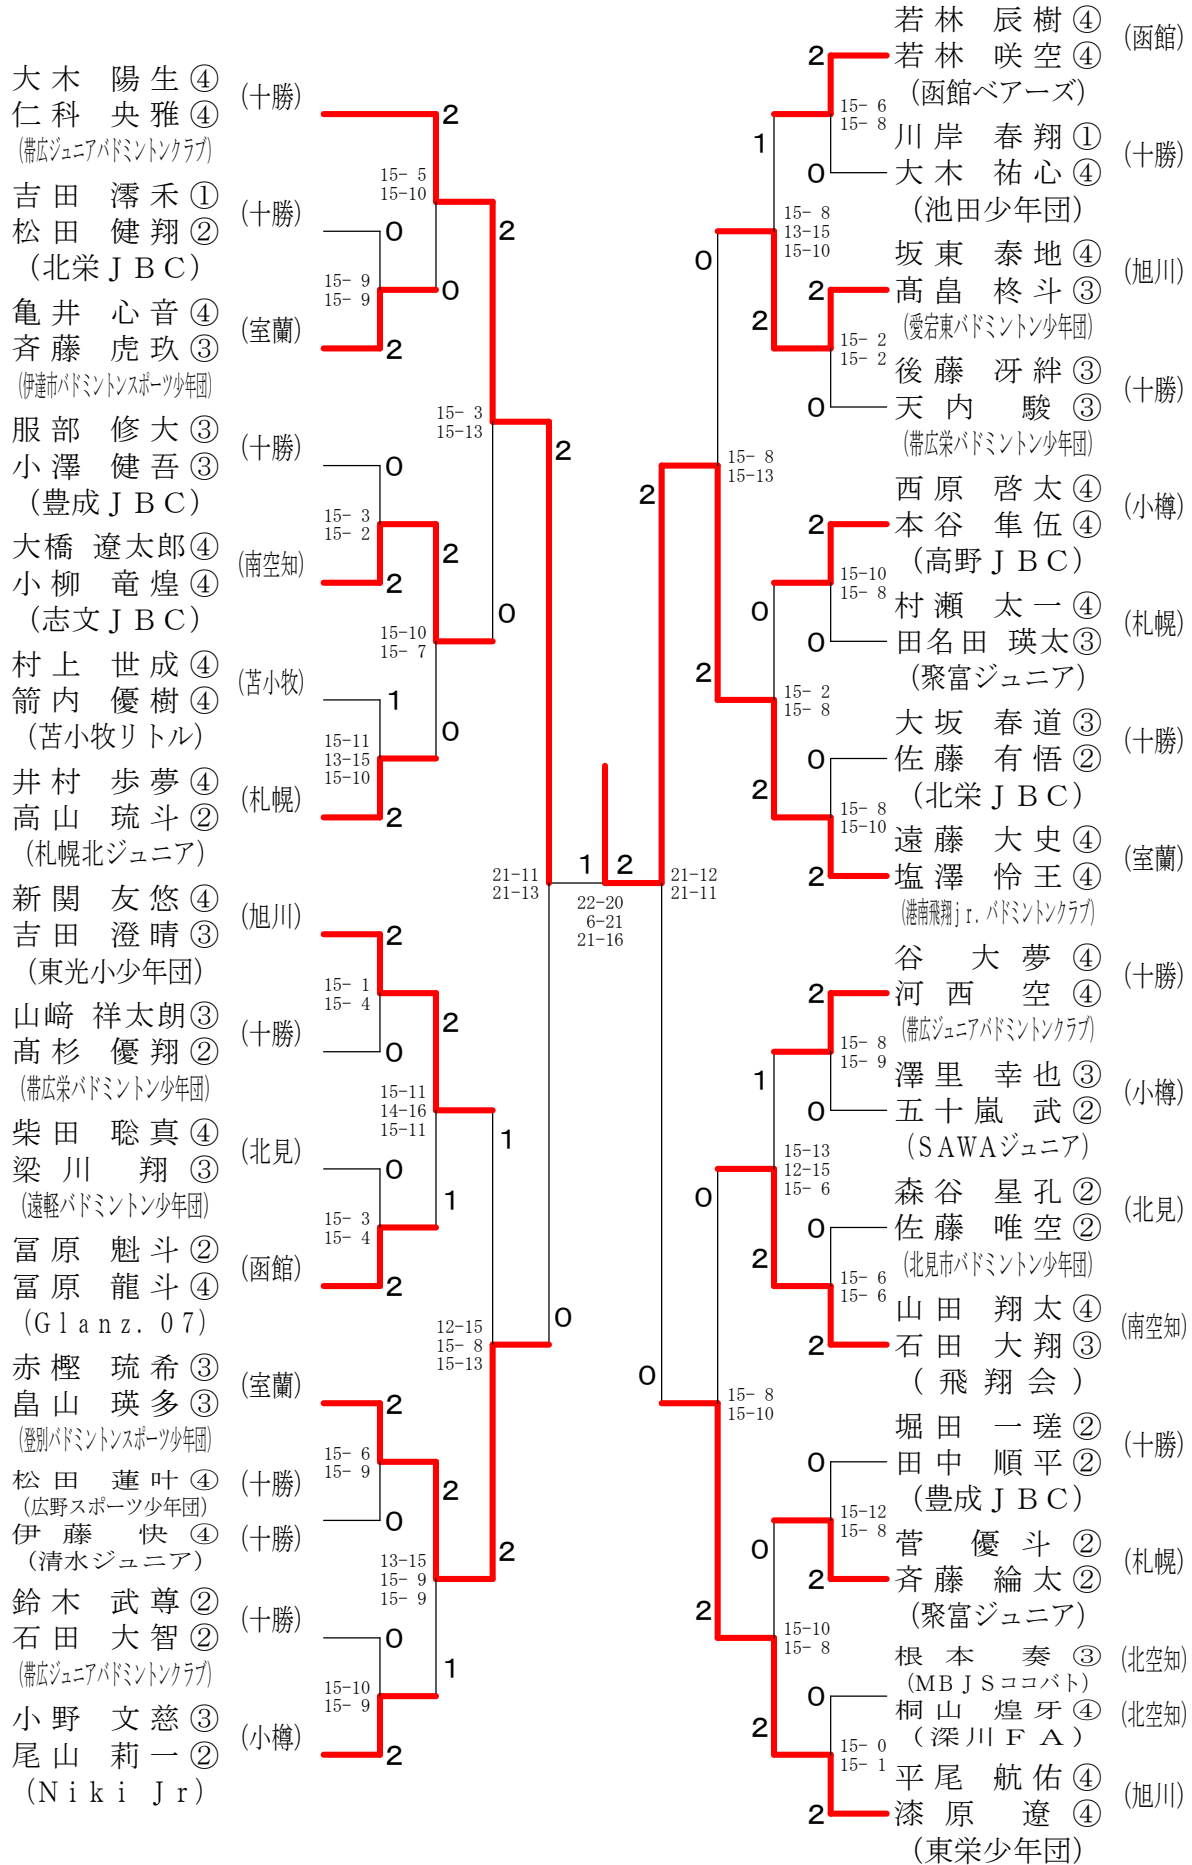 大木 陽生④
仁科 央雅④
(十勝)
(帯広ジュニアバドミントンクラブ)
2
15- 5
15-10
吉田 澪禾①
松田 健翔②
(十勝)
(北栄ＪＢＣ)
0
2
15- 9
15- 9
0
亀井 心音④
斉藤 虎玖③
(室蘭)
(伊達市バドミントンスポーツ少年団)
2
15- 3
15-13
2
服部 修大③
小澤 健吾③
(十勝)
(豊成ＪＢＣ)
0
15- 3
15- 2
2
大橋 遼太郎④
小柳 竜煌④
(南空知)
(志文ＪＢＣ)
2
0
15-10
15- 7
村上 世成④
箭内 優樹④
(苫小牧)
(苫小牧リトル)
1
0
15-11
13-15
15-10
井村 歩夢④
高山 琉斗②
(札幌)
(札幌北ジュニア)
2
21-11
21-13
新関 友悠④
吉田 澄晴③
(旭川)
(東光小少年団)
2
15- 1
15- 4
2
山﨑 祥太朗③
髙杉 優翔②
(十勝)
(帯広栄バドミントン少年団)
0
15-11
14-16
15-11
1
柴田 聡真④
梁川 翔③
(北見)
(遠軽バドミントン少年団)
0
1
15- 3
15- 4
冨原 魁斗②
冨原 龍斗④
(函館)
(Ｇｌａｎｚ．０７)
2
12-15
15- 8
15-13
0
赤樫 琉希③
畠山 瑛多③
(室蘭)
(登別バドミントンスポーツ少年団)
2
15- 6
15- 9
2
松田 蓮叶④
(十勝)
(広野スポーツ少年団)
0
伊藤 快④
(十勝)
(清水ジュニア)
13-15
15- 9
15- 9
2
鈴木 武尊②
石田 大智②
(十勝)
(帯広ジュニアバドミントンクラブ)
0
1
15-10
15- 9
小野 文慈③
尾山 莉一②
(小樽)
(Ｎｉｋｉ Ｊｒ)
2
1
2
22-20
6-21
21-16
若林 辰樹④
若林 咲空④
(函館)
(函館ベアーズ)
2
15- 6
15- 8
1
川岸 春翔①
大木 祐心④
(十勝)
(池田少年団)
0
15- 8
13-15
15-10
0
坂東 泰地④
髙畠 柊斗③
(旭川)
(愛宕東バドミントン少年団)
2
2
15- 2
15- 2
後藤 冴絆③
天内 駿③
(十勝)
(帯広栄バドミントン少年団)
0
15- 8
15-13
2
西原 啓太④
本谷 隼伍④
(小樽)
(高野ＪＢＣ)
2
15-10
15- 8
0
村瀬 太一④
田名田 瑛太③
(札幌)
(聚富ジュニア)
0
2
15- 2
15- 8
大坂 春道③
佐藤 有悟②
(十勝)
(北栄ＪＢＣ)
0
2
15- 8
15-10
遠藤 大史④
塩澤 怜王④
(室蘭)
(港南飛翔ｊｒ．バドミントンクラブ)
2
21-12
21-11
谷 大夢④
河西 空④
(十勝)
(帯広ジュニアバドミントンクラブ)
2
15- 8
15- 9
1
澤里 幸也③
五十嵐 武②
(小樽)
(SAWAジュニア)
0
15-13
12-15
15- 6
0
森谷 星孔②
佐藤 唯空②
(北見)
(北見市バドミントン少年団)
0
2
15- 6
15- 6
山田 翔太④
石田 大翔③
(南空知)
(飛翔会)
2
0
15- 8
15-10
堀田 一瑳②
田中 順平②
(十勝)
(豊成ＪＢＣ)
0
15-12
15- 8
0
菅 優斗②
斉藤 綸太②
(札幌)
(聚富ジュニア)
2
2
15-10
15- 8
根本 奏③
(北空知)
(ＭＢＪＳココバト)
0
桐山 煌牙④
(北空知)
(深川ＦＡ)
2
15- 0
15- 1
平尾 航佑④
漆原 遼④
(旭川)
(東栄少年団)
2